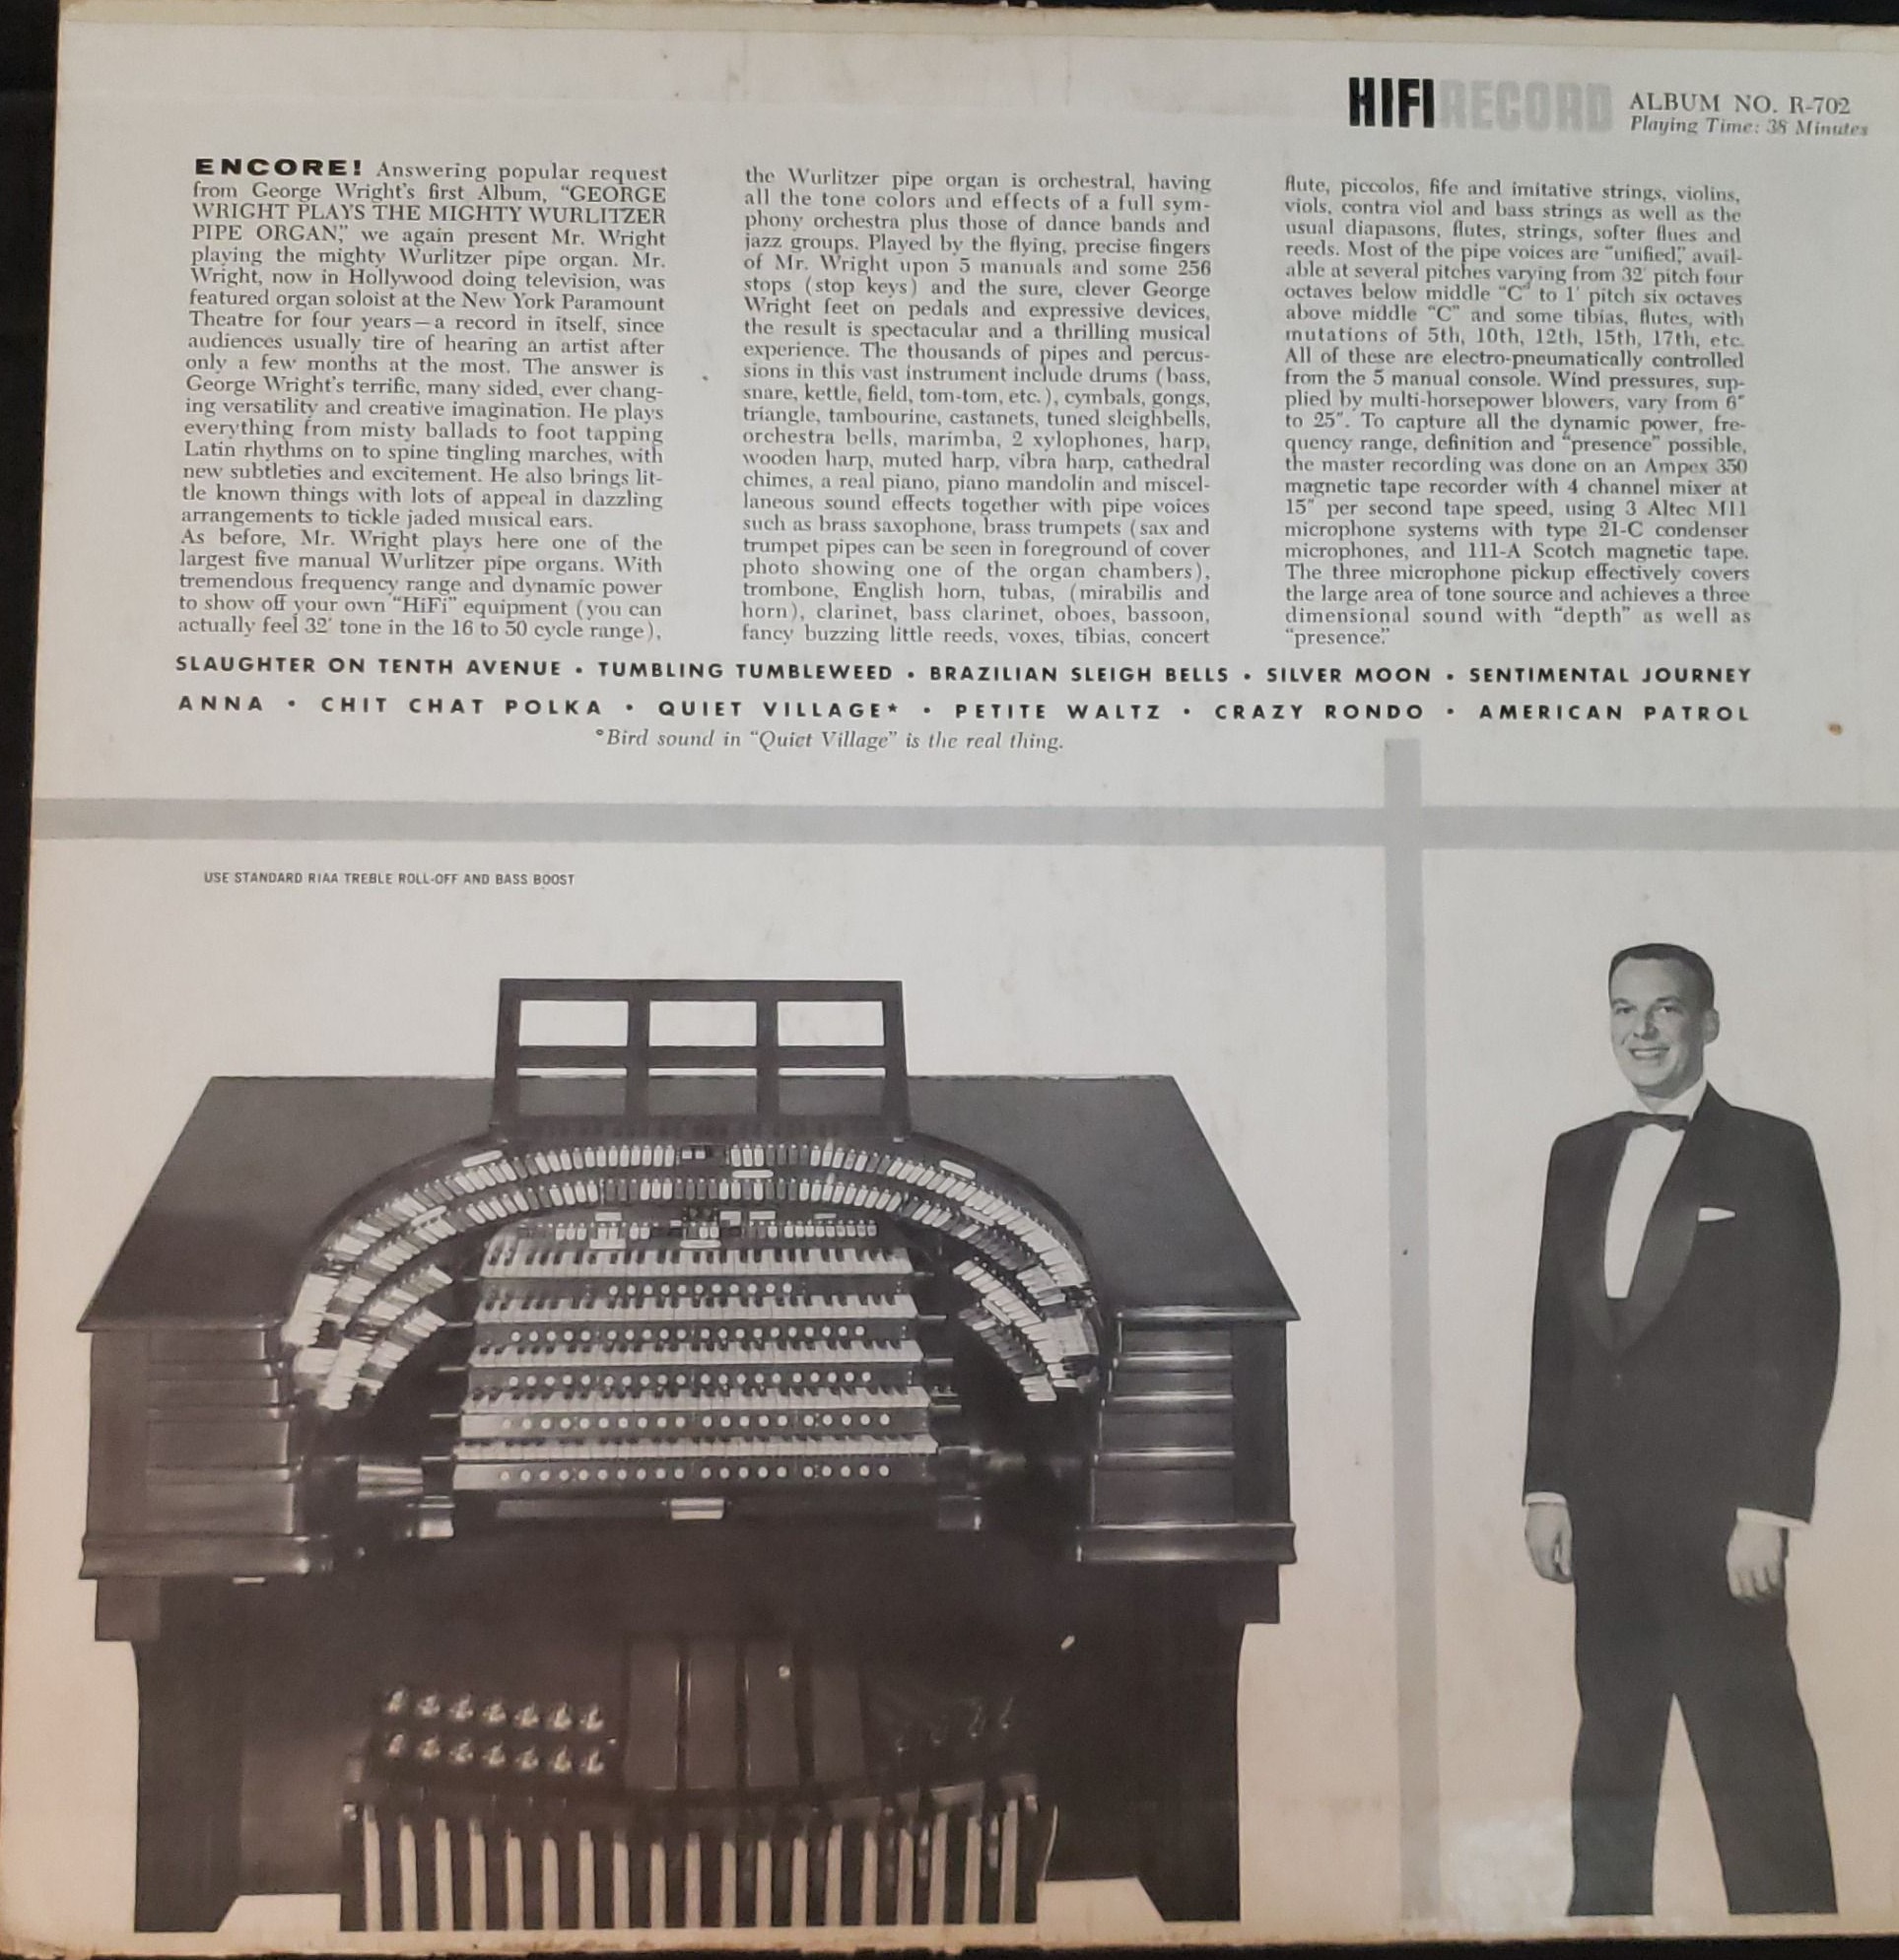 HIFIRECORD
ALBUM NO. R-702
Playing Time: 38 Minutes
ENCORE! Answering popular request
from George Wright's first Album, "GEORGE
WRIGHT PLAYS THE MIGHTY WURLITZER
PIPE ORGAN," we again present Mr. Wright
playing the mighty Wurlitzer pipe organ. Mr.
Wright, now in Hollywood doing television, was
featured organ soloist at the New York Paramount
Theatre for four years—a record in itself, since
audiences usually tire of hearing an artist after
only a few months at the most. The answer is
George Wright's terrific, many sided, ever chang-
ing versatility and creative imagination. He plays
everything from misty ballads to foot tapping
Latin rhythms on to spine tingling marches, with
new subtleties and excitement. He also brings lit-
tle known things with lots of appeal in dazzling
arrangements to tickle jaded musical ears.
As before, Mr. Wright plays here one of the
largest five manual Wurlitzer pipe organs. With
tremendous frequency range and dynamic power
to show off your own "HiFi" equipment (you can
actually feel 32' tone in the 16 to 50 cycle range),
the Wurlitzer pipe organ is orchestral, having
all the tone colors and effects of a full sym-
phony orchestra plus those of dance bands and
jazz groups. Played by the flying, precise fingers
of Mr. Wright upon 5 manuals and some 256
stops (stop keys) and the sure, clever George
Wright feet on pedals and expressive devices,
the result is spectacular and a thrilling musical
experience. The thousands of pipes and percus-
sions in this vast instrument include drums (bass,
snare, kettle, field, tom-tom, etc.), cymbals, gongs,
triangle, tambourine, castanets, tuned sleighbells,
orchestra bells, marimba, 2 xylophones, harp,
wooden harp, muted harp, vibra harp, cathedral
chimes, a real piano, piano mandolin and miscel-
laneous sound effects together with pipe voices
such as brass saxophone, brass trumpets (sax and
trumpet pipes can be seen in foreground of cover
photo showing one of the organ chambers),
trombone, English horn, tubas, (mirabilis and
horn), clarinet, bass clarinet, oboes, bassoon,
fancy buzzing little reeds, voxes, tibias, concert
flute, piccolos, fife and imitative strings, violins,
viols, contra viol and bass strings as well as the
usual diapasons, flutes, strings, softer flues and
reeds. Most of the pipe voices are "unified," avail-
able at several pitches varying from 32' pitch four
octaves below middle "C" to 1' pitch six octaves
above middle "C" and some tibias, flutes, with
mutations of 5th, 10th, 12th, 15th, 17th, etc.
All of these are electro-pneumatically controlled
from the 5 manual console. Wind pressures, sup-
plied by multi-horsepower blowers, vary from 6"
to 25". To capture all the dynamic power, fre-
quency range, definition and "presence" possible,
the master recording was done on an Ampex 350
magnetic tape recorder with 4 channel mixer at
15" per second tape speed, using 3 Altec M11
microphone systems with type 21-C condenser
microphones, and 111-A Scotch magnetic tape.
The three microphone pickup effectively covers
the large area of tone source and achieves a three
dimensional sound with "depth" as well as
"presence."
SLAUGHTER ON TENTH AVENUE • TUMBLING TUMBLEWEED • BRAZILIAN SLEIGH BELLS • SILVER MOON • SENTIMENTAL JOURNEY
ANNA • CHIT CHAT POLKA • QUIET VILLAGE* • PETITE WALTZ • CRAZY RONDO • AMERICAN PATROL
*Bird sound in "Quiet Village" is the real thing.
USE STANDARD RIAA TREBLE ROLL-OFF AND BASS BOOST